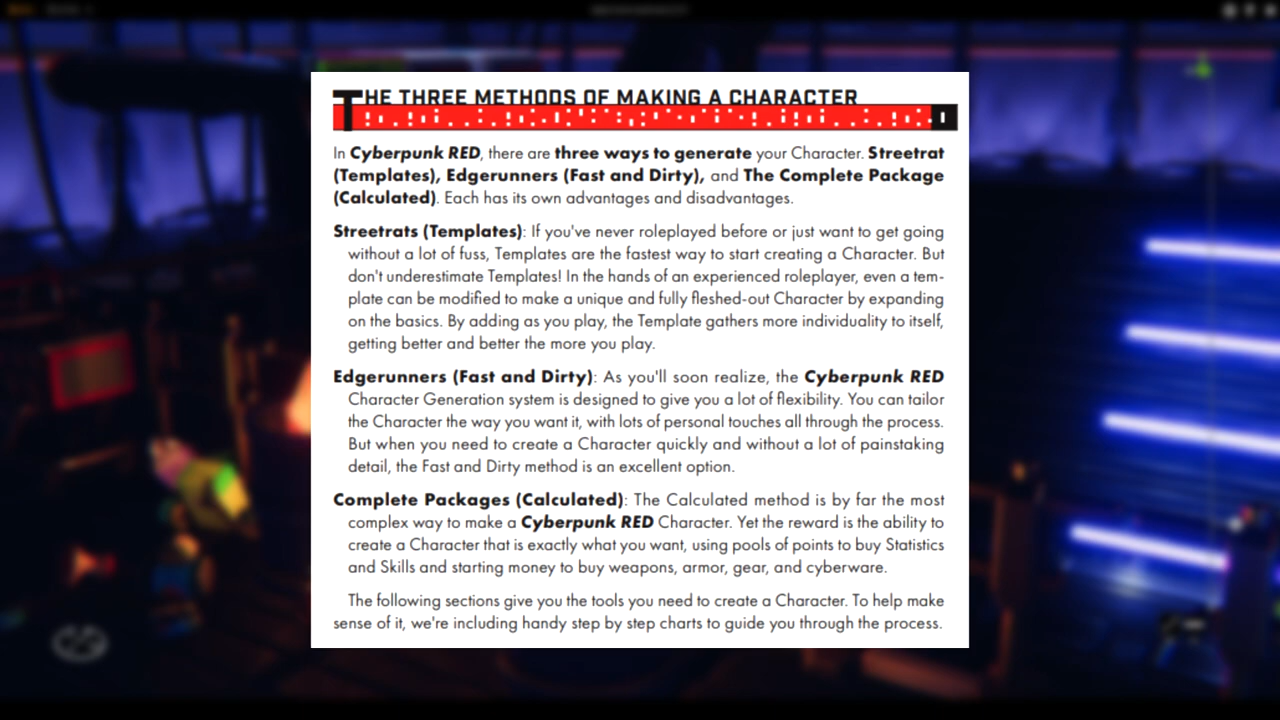 THE THREE METHODS OF MAKING A CHARACTER
In Cyberpunk RED, there are three ways to generate your Character. Streetrat
(Templates), Edgerunners (Fast and Dirty), and The Complete Package
(Calculated). Each has its own advantages and disadvantages.
Streetrats (Templates): If you've never roleplayed before or just want to get going
without a lot of fuss, Templates are the fastest way to start creating a Character. But
don't underestimate Templates! In the hands of an experienced roleplayer, even a tem-
plate can be modified to make a unique and fully fleshed-out Character by expanding
on the basics. By adding as you play, the Template gathers more individuality to itself,
getting better and better the more you play.
Edgerunners (Fast and Dirty): As you'll soon realize, the Cyberpunk RED
Character Generation system is designed to give you a lot of flexibility. You can tailor
the Character the way you want it, with lots of personal touches all through the process.
But when you need to create a Character quickly and without a lot of painstaking
detail, the Fast and Dirty method is an excellent option.
Complete Packages (Calculated): The Calculated method is by far the most
complex way to make a Cyberpunk RED Character. Yet the reward is the ability to
create a Character that is exactly what you want, using pools of points to buy Statistics
and Skills and starting money to buy weapons, armor, gear, and cyberware.
The following sections give you the tools you need to create a Character. To help make
sense of it, we're including handy step by step charts to guide you through the process.